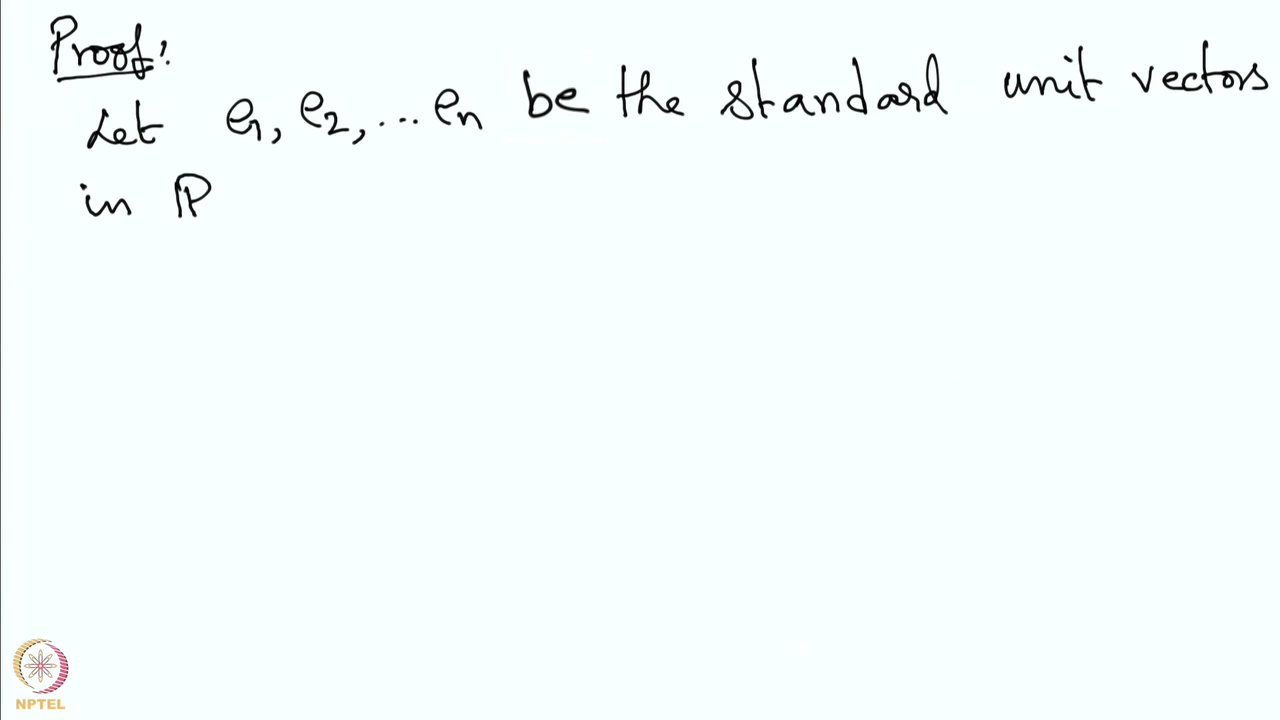 Proof:
Let e1, e2, ... en be the standard unit vectors
in P
NPTEL